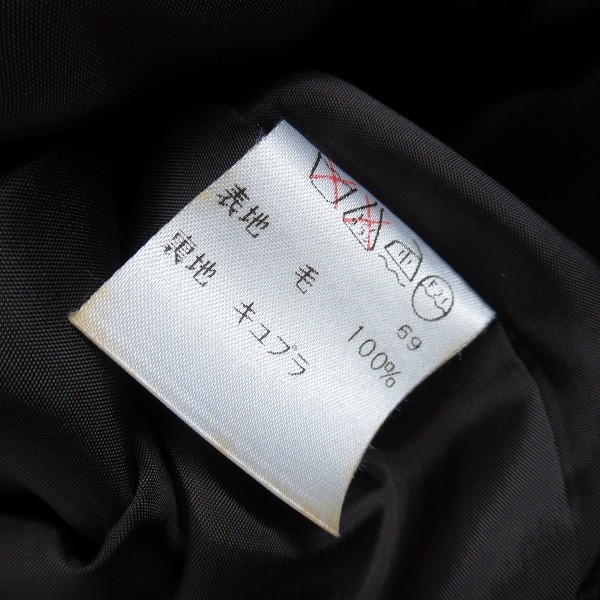 69
表地 毛 100%
裏地 キュプラ